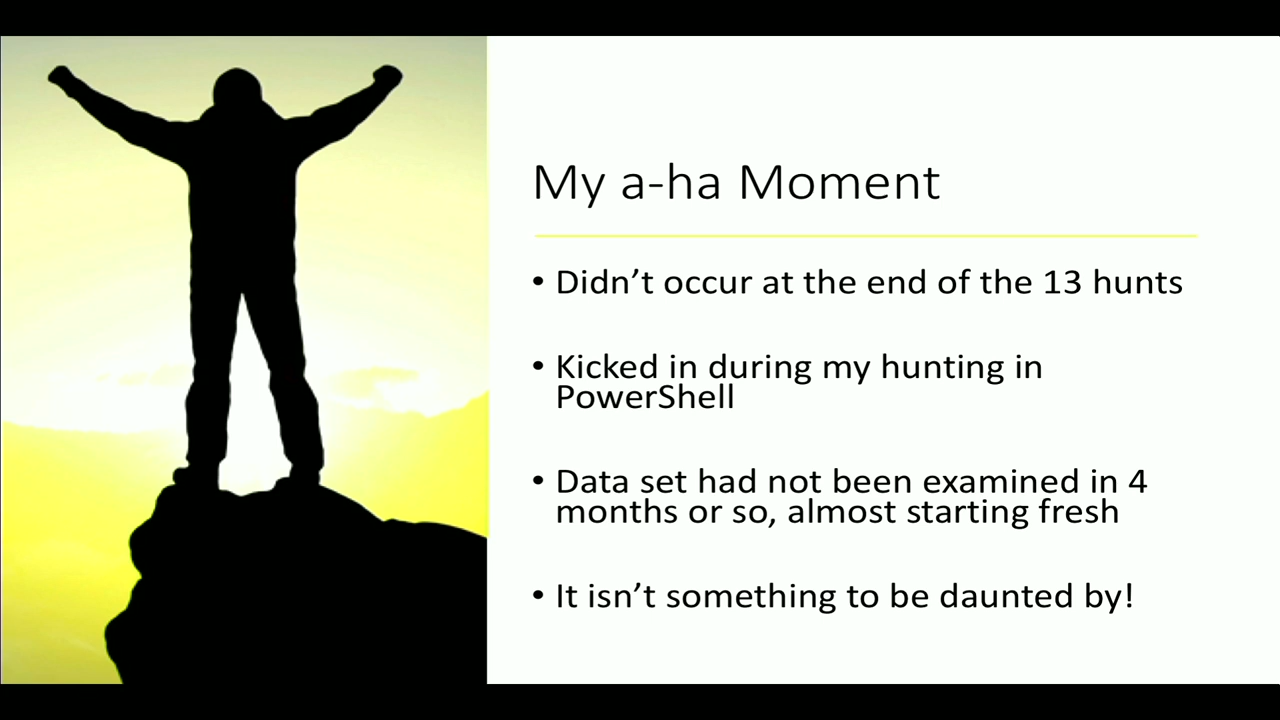 My a-ha Moment
• Didn’t occur at the end of the 13 hunts
• Kicked in during my hunting in
PowerShell
• Data set had not been examined in 4
months or so, almost starting fresh
• It isn’t something to be daunted by!